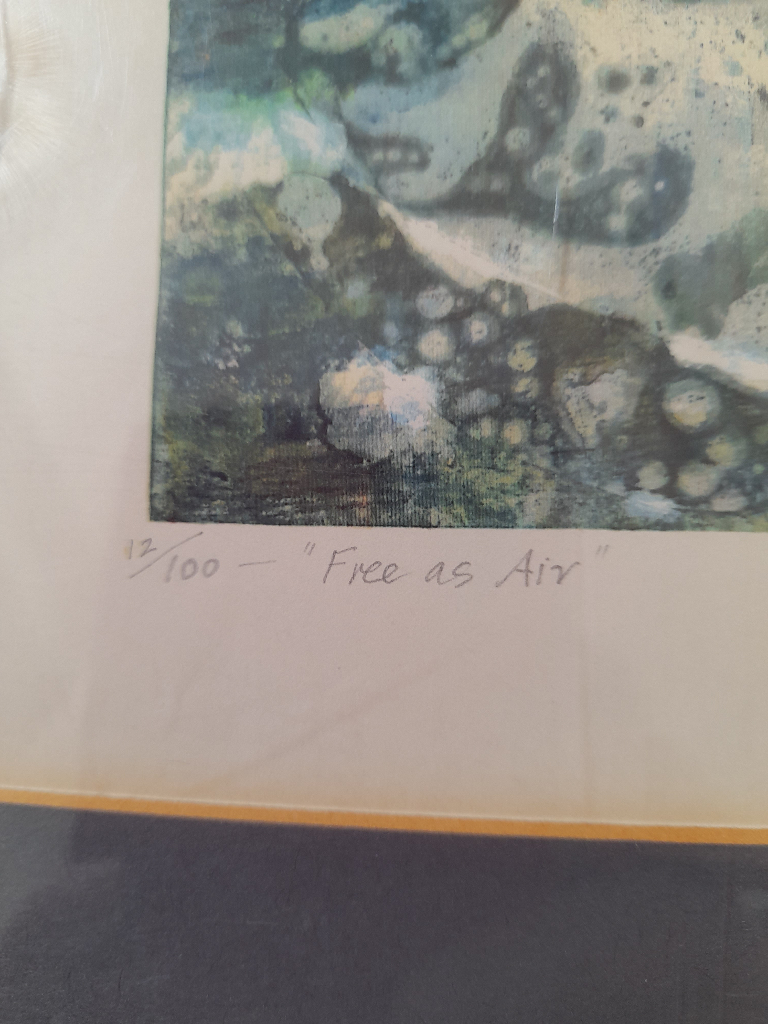 12/100 — "Free as Air"